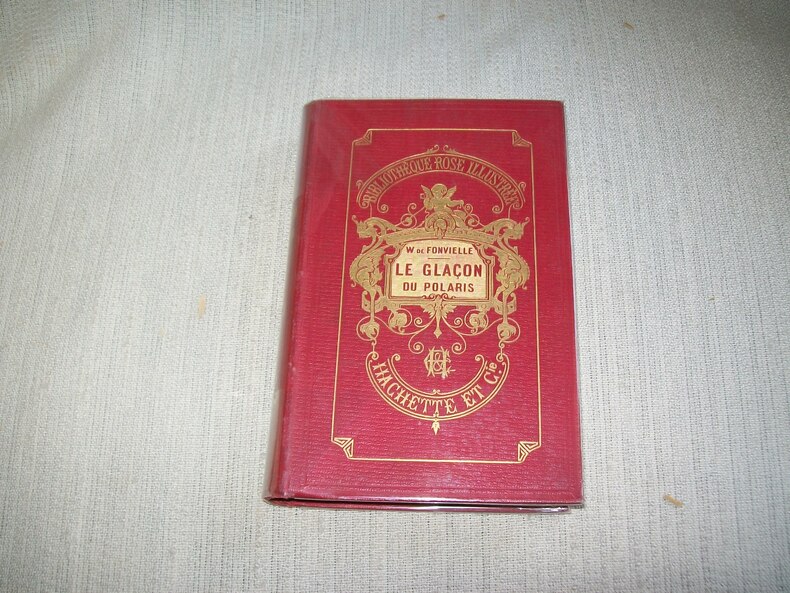 BIBLIOTHÈQUE ROSE ILLUSTRÉE
W. DE FONVIELLE
LE GLAÇON
DU POLARIS
H & C
HACHETTE ET Cie